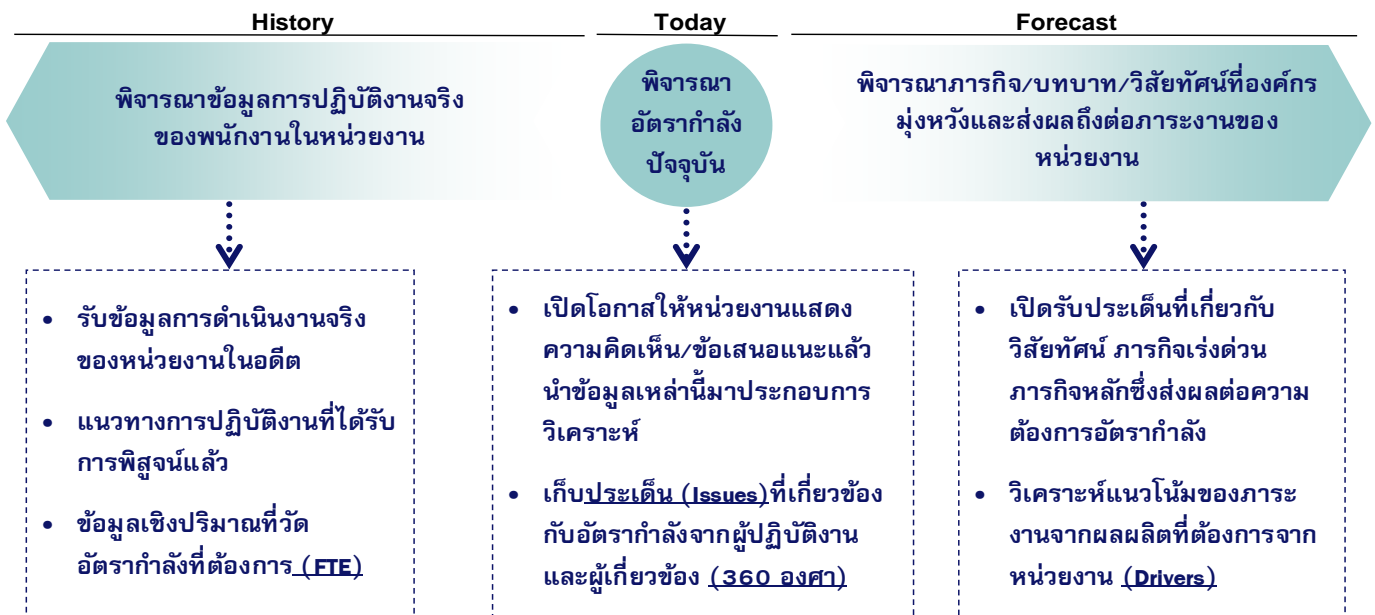 History
Today
Forecast
พิจารณาข้อมูลการปฏิบัติงานจริง
ของพนักงานในหน่วยงาน
พิจารณา
อัตรากำลัง
ปัจจุบัน
พิจารณาภารกิจ/บทบาท/วิสัยทัศน์ที่องค์กร
มุ่งหวังและส่งผลถึงต่อภาระงานของ
หน่วยงาน
• รับข้อมูลการดำเนินงานจริง
ของหน่วยงานในอดีต
• แนวทางการปฏิบัติงานที่ได้รับ
การพิสูจน์แล้ว
• ข้อมูลเชิงปริมาณที่วัด
อัตรากำลังที่ต้องการ (FTE)
• เปิดโอกาสให้หน่วยงานแสดง
ความคิดเห็น/ข้อเสนอแนะแล้ว
นำข้อมูลเหล่านี้มาประกอบการ
วิเคราะห์
• เก็บประเด็น (Issues)ที่เกี่ยวข้อง
กับอัตรากำลังจากผู้ปฏิบัติงาน
และผู้เกี่ยวข้อง (360 องศา)
• เปิดรับประเด็นที่เกี่ยวกับ
วิสัยทัศน์ ภารกิจเร่งด่วน
ภารกิจหลักซึ่งส่งผลต่อความ
ต้องการอัตรากำลัง
• วิเคราะห์แนวโน้มของภาระ
งานจากผลผลิตที่ต้องการจาก
หน่วยงาน (Drivers)